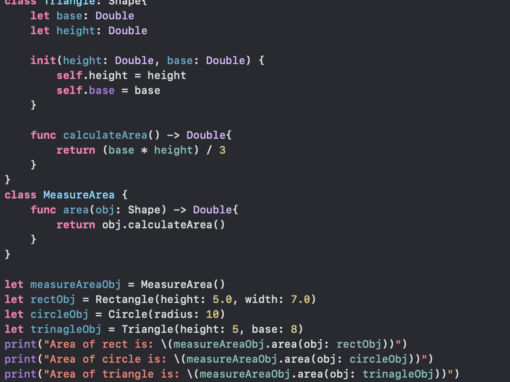 class Triangle: Shape{
    let base: Double
    let height: Double

    init(height: Double, base: Double) {
        self.height = height
        self.base = base
    }

    func calculateArea() -> Double{
        return (base * height) / 3
    }
}
class MeasureArea {
    func area(obj: Shape) -> Double{
        return obj.calculateArea()
    }
}

let measureAreaObj = MeasureArea()
let rectObj = Rectangle(height: 5.0, width: 7.0)
let circleObj = Circle(radius: 10)
let trinagleObj = Triangle(height: 5, base: 8)
print("Area of rect is: \(measureAreaObj.area(obj: rectObj))")
print("Area of circle is: \(measureAreaObj.area(obj: circleObj))")
print("Area of triangle is: \(measureAreaObj.area(obj: trinagleObj))")